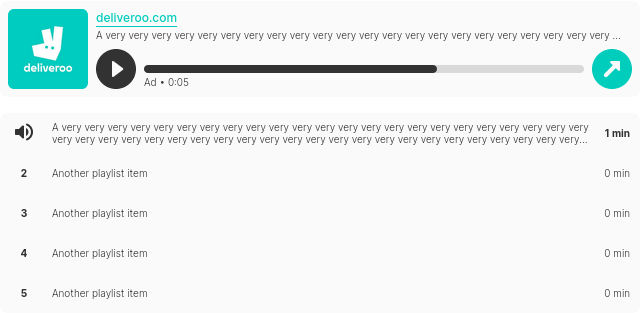 deliveroo.com
A very very very very very very very very very very very very very very very very very very very very very very ...
deliveroo
Ad • 0:05
A very very very very very very very very very very very very very very very very very very very very very very very
very very very very very very very very very very very very very very very very very very very very very very very...
1 min
2 Another playlist item 0 min
3 Another playlist item 0 min
4 Another playlist item 0 min
5 Another playlist item 0 min